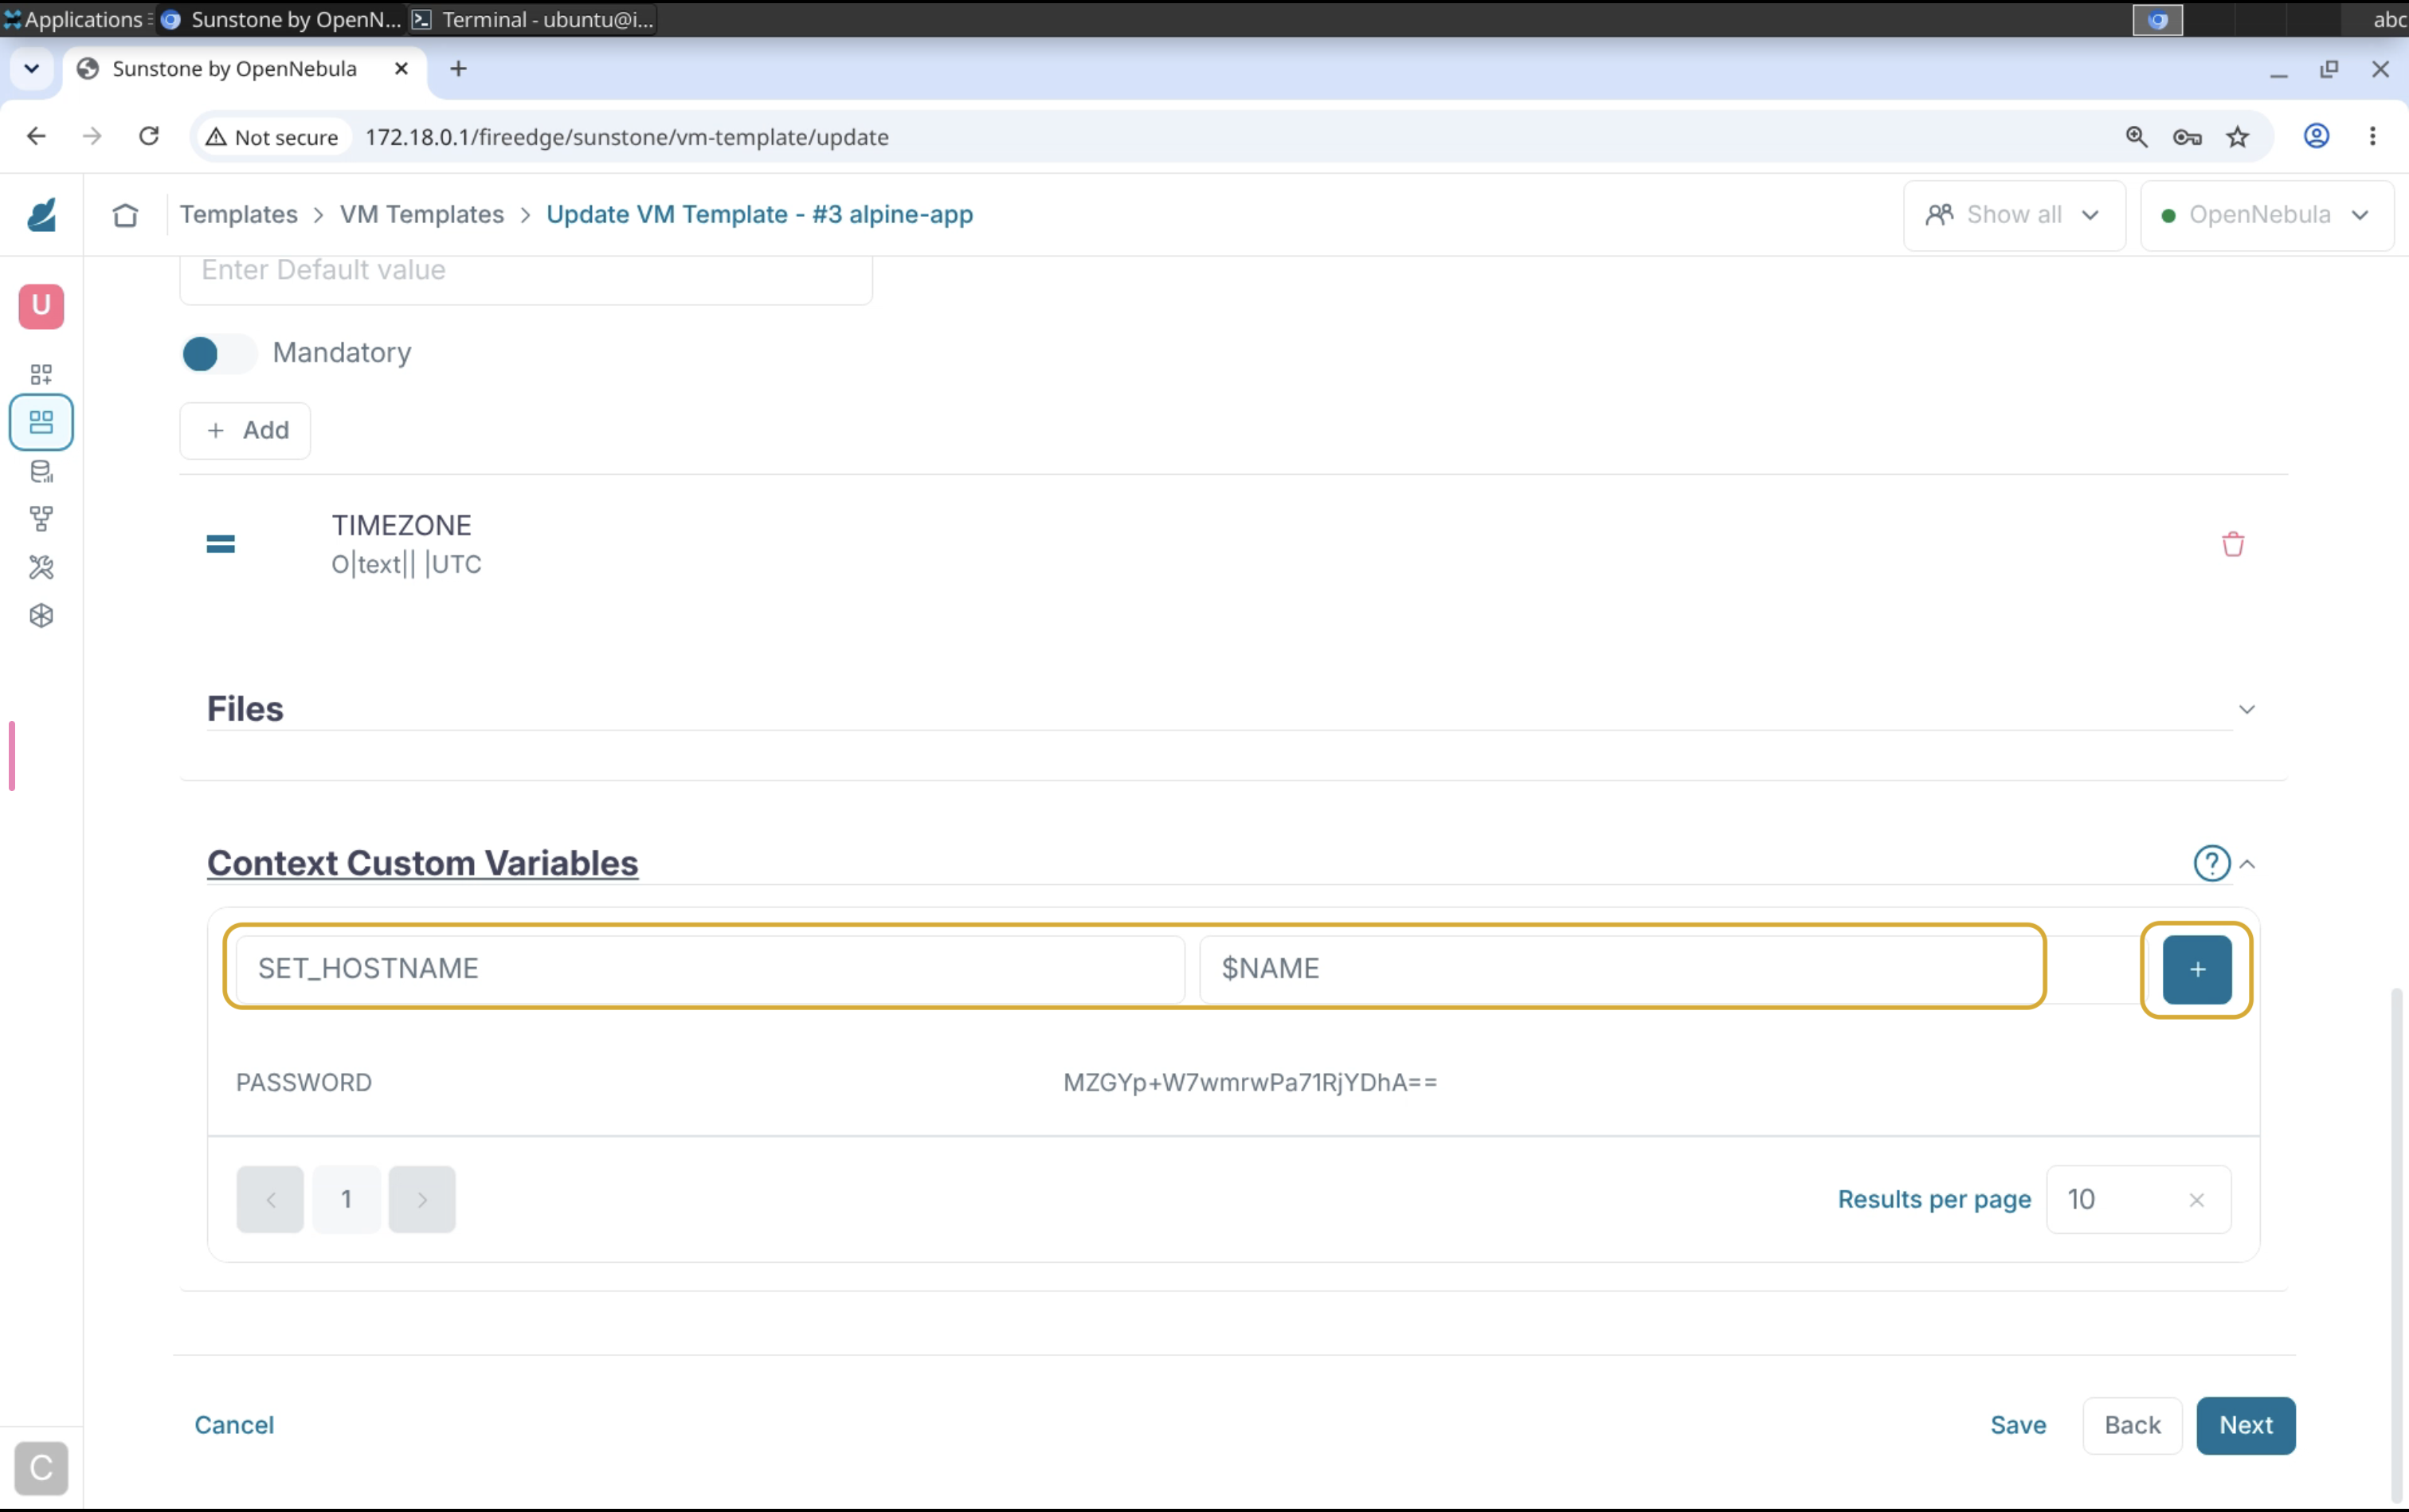 Applications
Sunstone by OpenN...
Terminal - ubuntu@i...
abc
Sunstone by OpenNebula
Not secure
172.18.0.1/fireedge/sunstone/vm-template/update
Templates > VM Templates > Update VM Template - #3 alpine-app
Show all
OpenNebula
Enter Default value
U
Mandatory
+ Add
TIMEZONE
O|text|| |UTC
Files
Context Custom Variables
?
SET_HOSTNAME
$NAME
+
PASSWORD
MZGYp+W7wmrwPa71RjYDhA==
< 1 >
Results per page
10
Cancel
Save
Back
Next
C